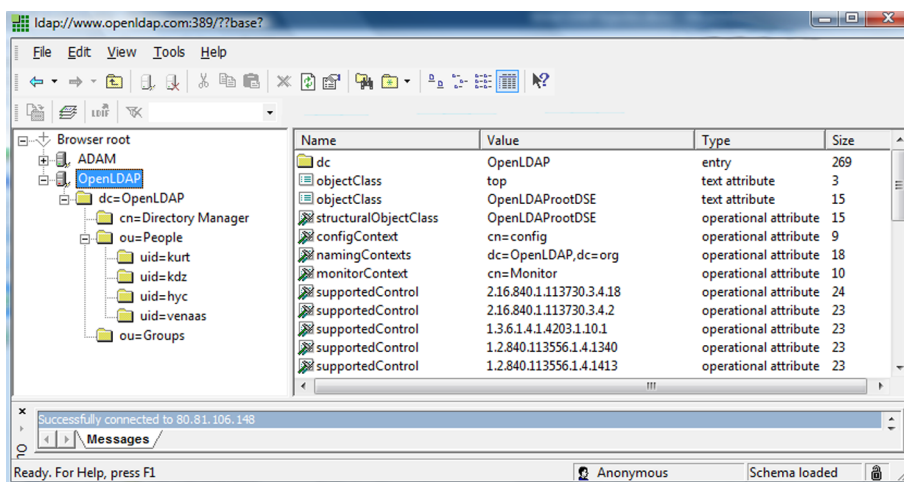 ldap://www.openldap.com:389/??base?
File Edit View Tools Help
LDIF
Browser root
ADAM
OpenLDAP
dc=OpenLDAP
cn=Directory Manager
ou=People
uid=kurt
uid=kdz
uid=hyc
uid=venaas
ou=Groups
Name Value Type Size
dc OpenLDAP entry 269
objectClass top text attribute 3
objectClass OpenLDAProotDSE text attribute 15
structuralObjectClass OpenLDAProotDSE operational attribute 15
configContext cn=config operational attribute 9
namingContexts dc=OpenLDAP,dc=org operational attribute 18
monitorContext cn=Monitor operational attribute 10
supportedControl 2.16.840.1.113730.3.4.18 operational attribute 24
supportedControl 2.16.840.1.113730.3.4.2 operational attribute 23
supportedControl 1.3.6.1.4.1.4203.1.10.1 operational attribute 23
supportedControl 1.2.840.113556.1.4.1340 operational attribute 23
supportedControl 1.2.840.113556.1.4.1413 operational attribute 23
Successfully connected to 80.81.106.148
Messages
Ou
Ready. For Help, press F1 Anonymous Schema loaded